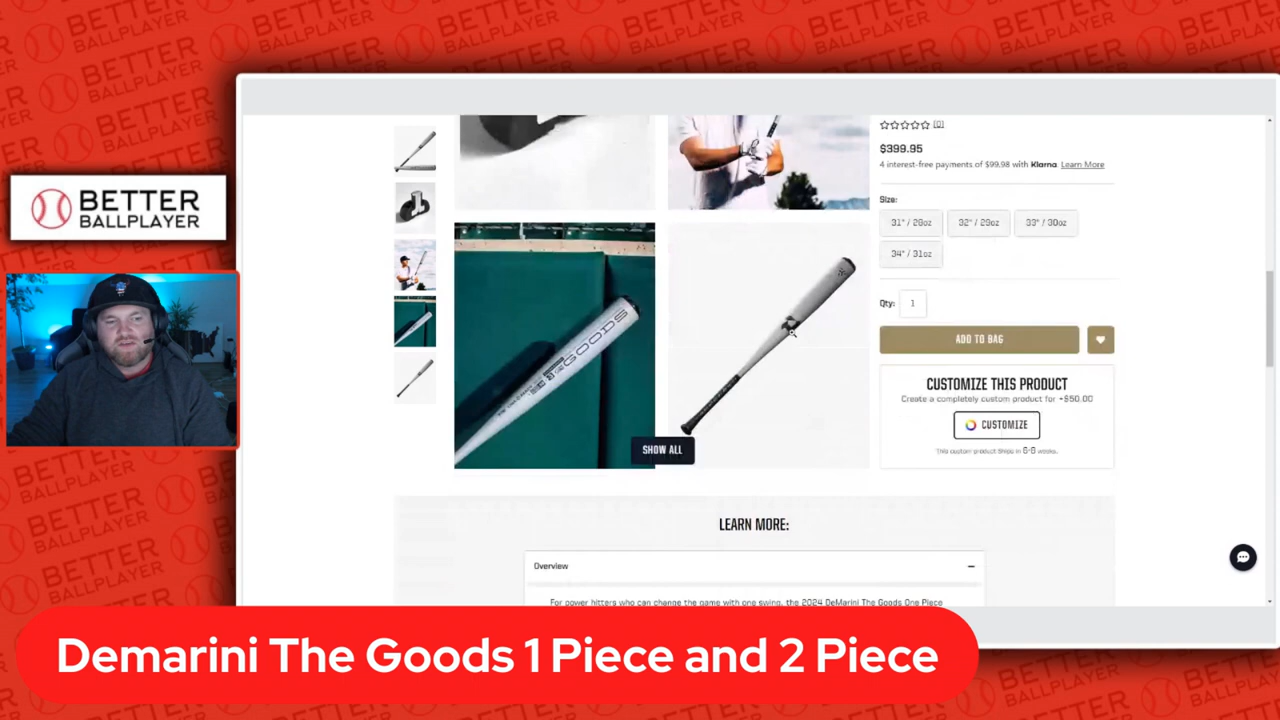 BETTER
BALLPLAYER
(0)
$399.95
4 interest-free payments of $99.98 with Klarna. Learn More
Size:
31" / 28oz
32" / 29oz
33" / 30oz
34" / 31oz
Qty:
1
ADD TO BAG
CUSTOMIZE THIS PRODUCT
Create a completely custom product for +$50.00
CUSTOMIZE
This custom product ships in 6-8 weeks.
THE GOODS
SHOW ALL
LEARN MORE:
Overview
For power hitters who can change the game with one swing, the 2024 DeMarini The Goods One Piece
Demarini The Goods 1 Piece and 2 Piece